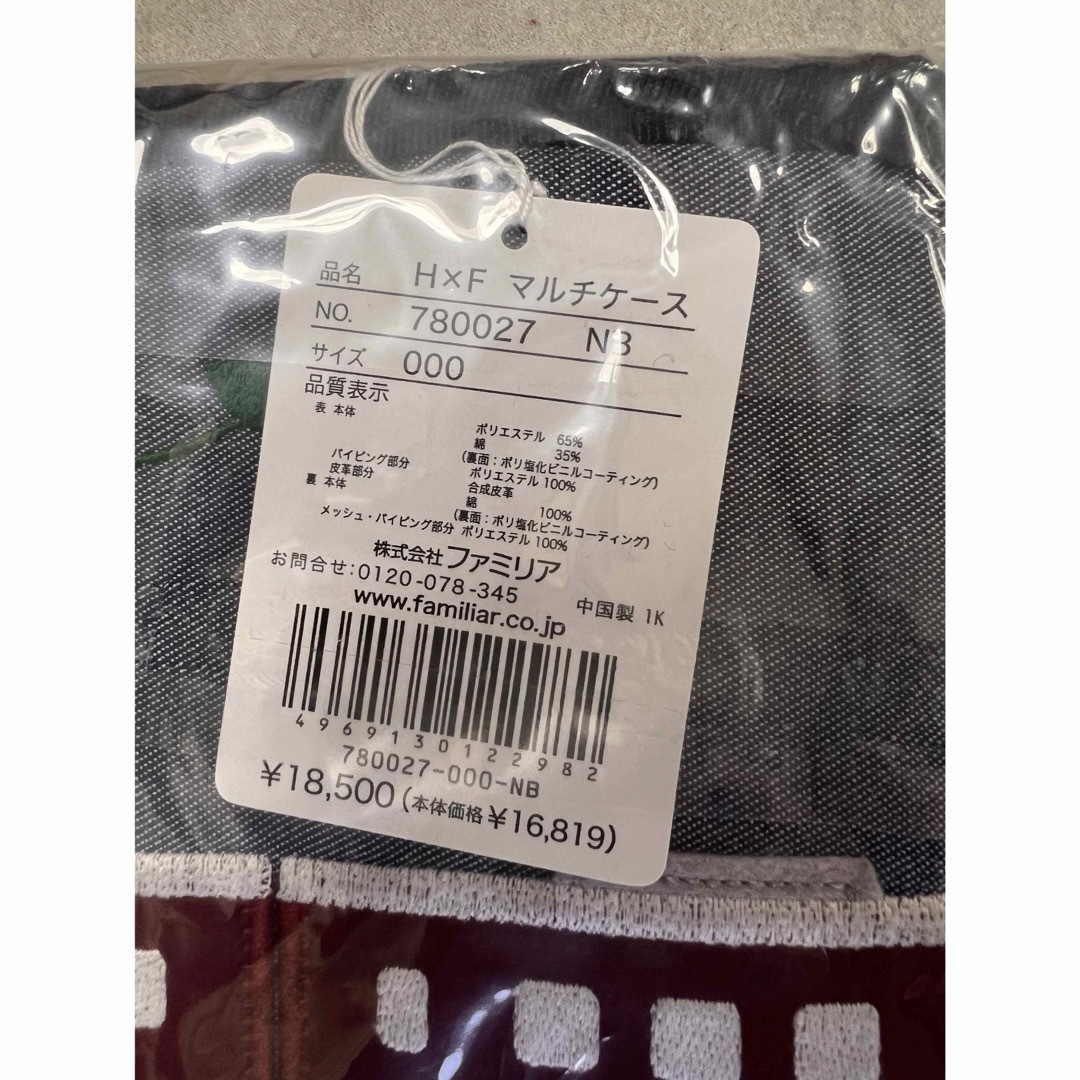 品名 H×F マルチケース
NO. 780027 NB
サイズ 000
品質表示
表 本体
ポリエステル 65%
綿 35%
(裏面：ポリ塩化ビニルコーティング)
パイピング部分 ポリエステル 100%
皮革部分 合成皮革
裏 本体 綿 100%
(裏面：ポリ塩化ビニルコーティング)
メッシュ・パイピング部分 ポリエステル 100%
株式会社ファミリア
お問合せ:0120-078-345
www.familiar.co.jp
中国製 1K
4969130122982
780027-000-NB
¥18,500(本体価格¥16,819)